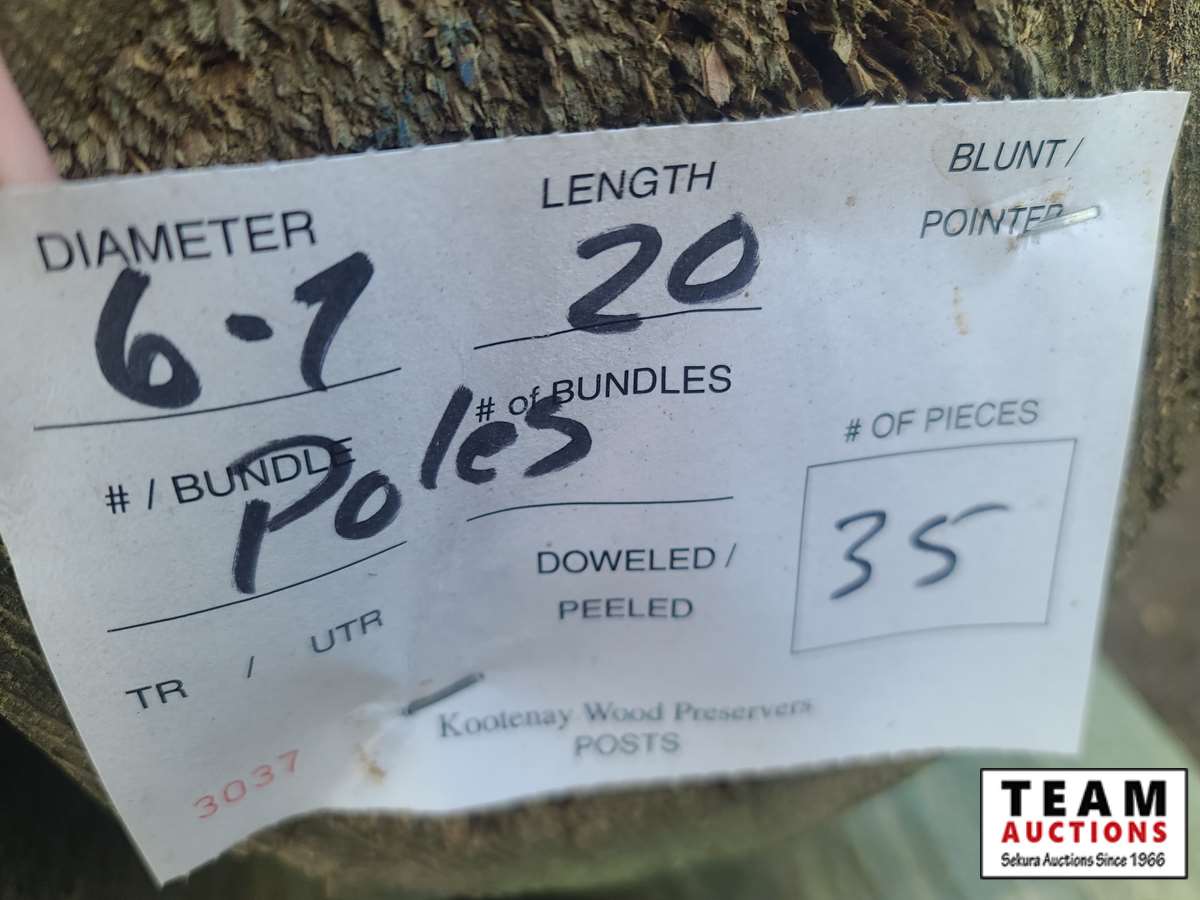 DIAMETER LENGTH BLUNT /
POINTED
6-7 20
# / BUNDLE # of BUNDLES # OF PIECES
Poles
35
DOWELED /
PEELED
TR / UTR
Kootenay Wood Preservers
POSTS
3037
TEAM
AUCTIONS
Sekura Auctions Since 1966